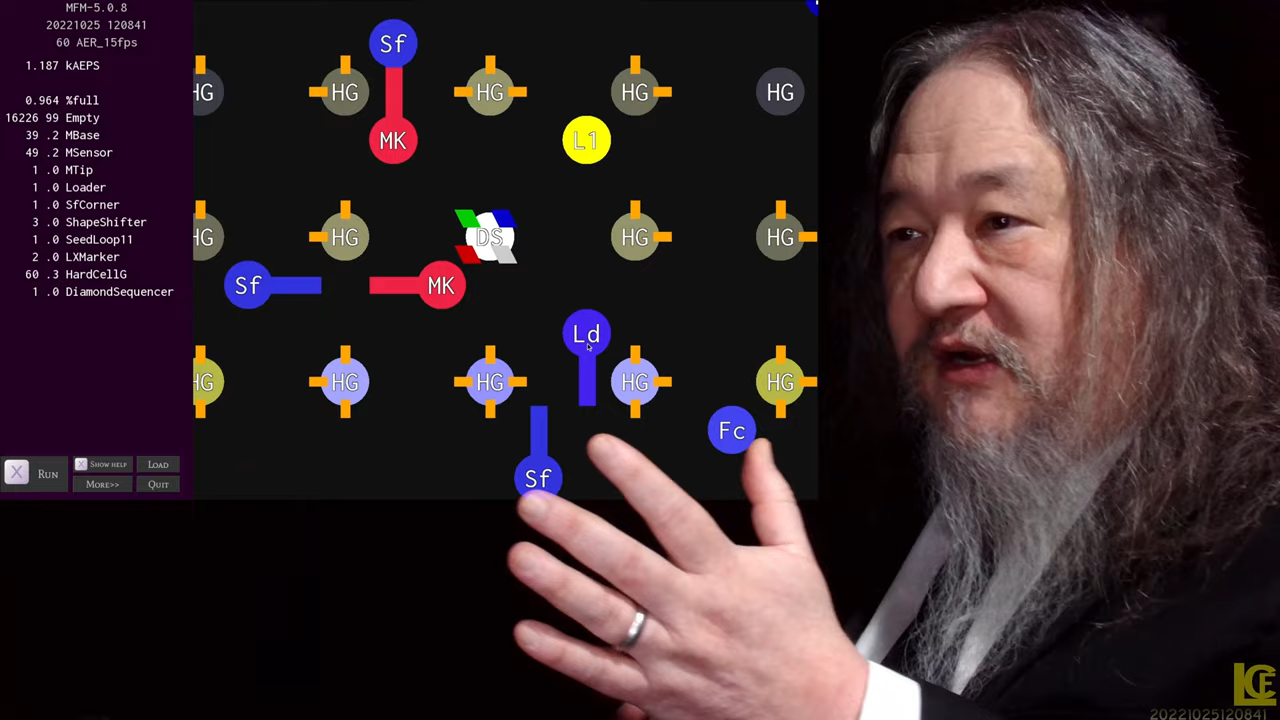 MFM-5.0.8
20221025 120841
60 AER_15fps
1.187 kAEPS
0.964 %full
16226 99 Empty
39 .2 MBase
49 .2 MSensor
1 .0 MTip
1 .0 Loader
1 .0 SfCorner
3 .0 ShapeShifter
1 .0 SeedLoop11
2 .0 LXMarker
60 .3 HardCellG
1 .0 DiamondSequencer
X RUN
X SHOW HELP
LOAD
MORE>>
QUIT
Sf
HG HG HG HG HG
MK L1
HG HG DS HG HG
Sf MK
Ld
HG HG HG HG HG
Fc
Sf
LCE
20221025120841